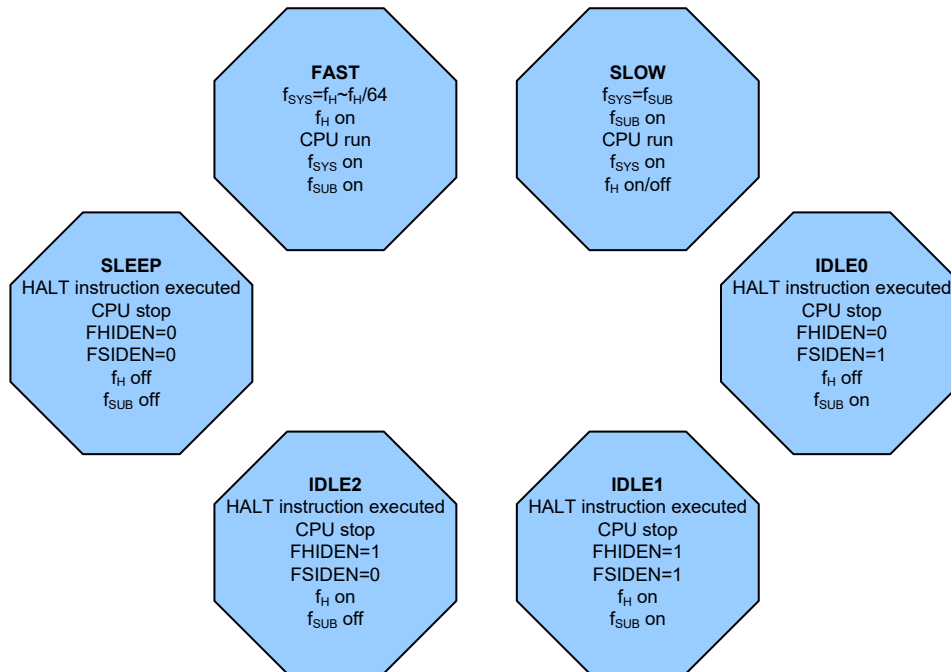 FAST
fSYS=fH~fH/64
fH on
CPU run
fSYS on
fSUB on
SLOW
fSYS=fSUB
fSUB on
CPU run
fSYS on
fH on/off
SLEEP
HALT instruction executed
CPU stop
FHIDEN=0
FSIDEN=0
fH off
fSUB off
IDLE0
HALT instruction executed
CPU stop
FHIDEN=0
FSIDEN=1
fH off
fSUB on
IDLE2
HALT instruction executed
CPU stop
FHIDEN=1
FSIDEN=0
fH on
fSUB off
IDLE1
HALT instruction executed
CPU stop
FHIDEN=1
FSIDEN=1
fH on
fSUB on